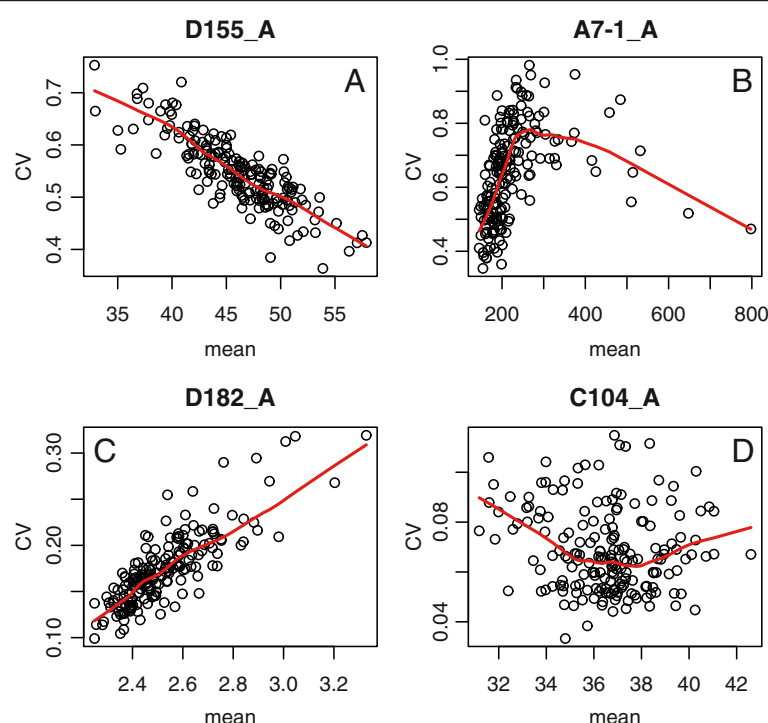 D155_A
A
CV
0.4 0.5 0.6 0.7
35 40 45 50 55
mean
A7-1_A
B
CV
0.4 0.6 0.8 1.0
200 400 600 800
mean
D182_A
C
CV
0.10 0.20 0.30
2.4 2.6 2.8 3.0 3.2
mean
C104_A
D
CV
0.04 0.08
32 34 36 38 40 42
mean